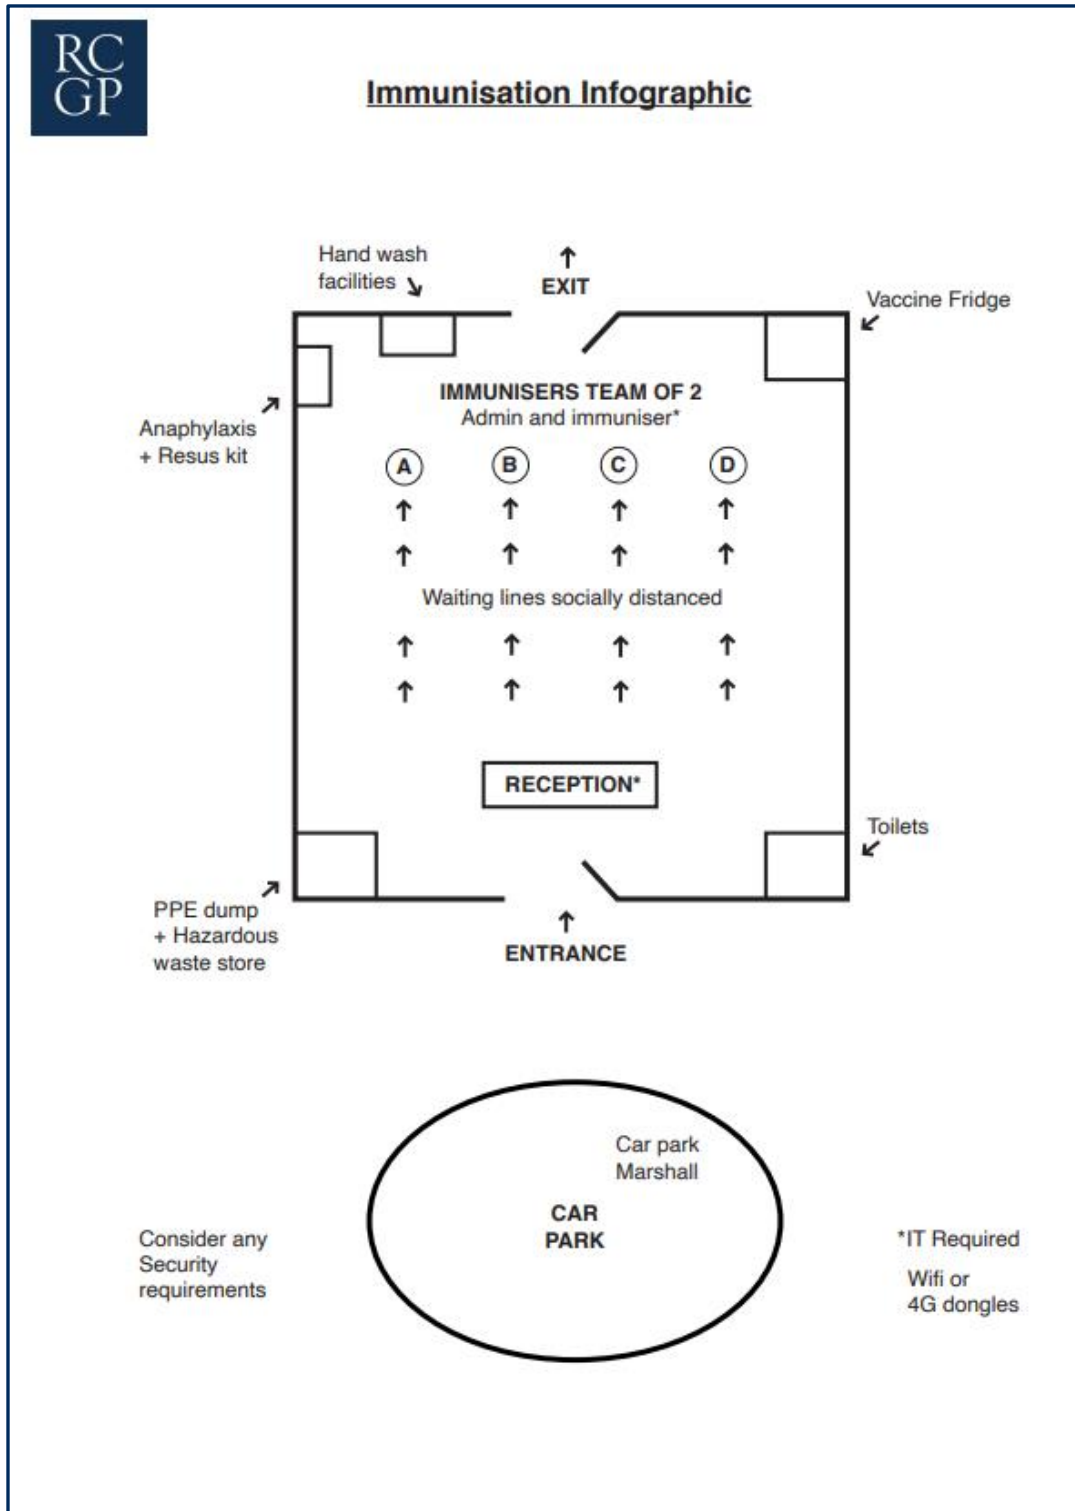 RC
GP
Immunisation Infographic
Hand wash
facilities
EXIT
Vaccine Fridge
IMMUNISERS TEAM OF 2
Admin and immuniser*
Anaphylaxis
+ Resus kit
A B C D
Waiting lines socially distanced
RECEPTION*
Toilets
PPE dump
+ Hazardous
waste store
ENTRANCE
Car park
Marshall
CAR
PARK
Consider any
Security
requirements
*IT Required
Wifi or
4G dongles